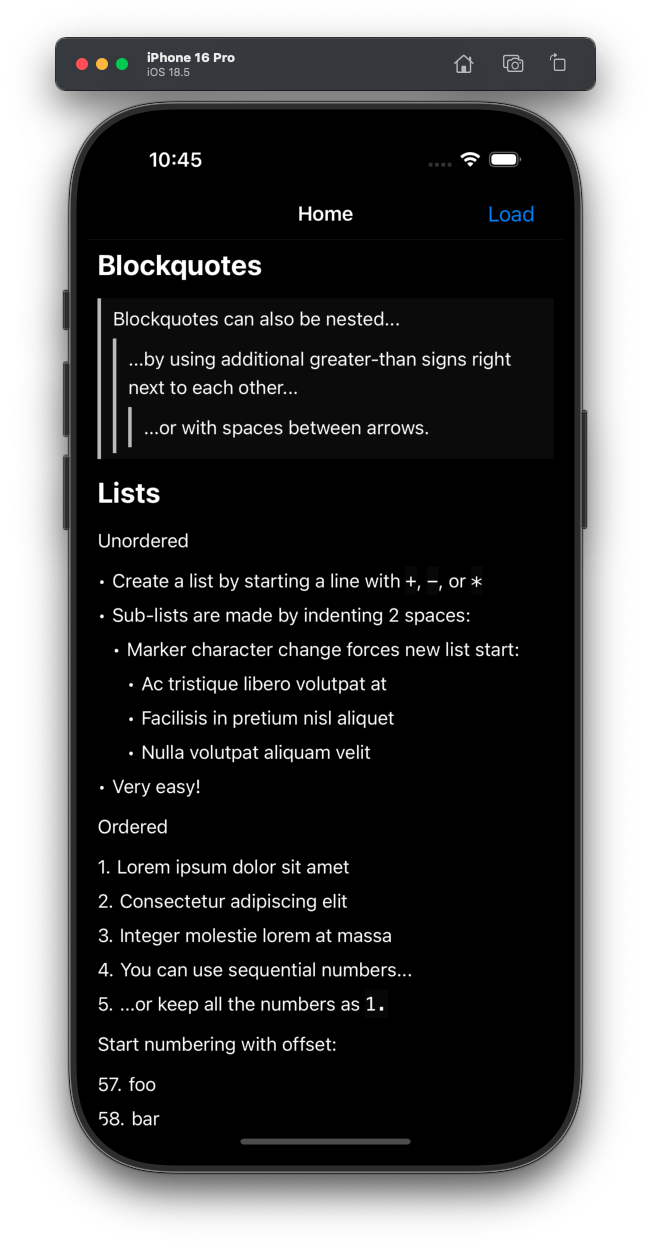 iPhone 16 Pro
iOS 18.5
10:45
Home
Load
Blockquotes
Blockquotes can also be nested...
...by using additional greater-than signs right
next to each other...
...or with spaces between arrows.
Lists
Unordered
• Create a list by starting a line with +, -, or *
• Sub-lists are made by indenting 2 spaces:
• Marker character change forces new list start:
• Ac tristique libero volutpat at
• Facilisis in pretium nisl aliquet
• Nulla volutpat aliquam velit
• Very easy!
Ordered
1. Lorem ipsum dolor sit amet
2. Consectetur adipiscing elit
3. Integer molestie lorem at massa
4. You can use sequential numbers...
5. ...or keep all the numbers as 1.
Start numbering with offset:
57. foo
58. bar